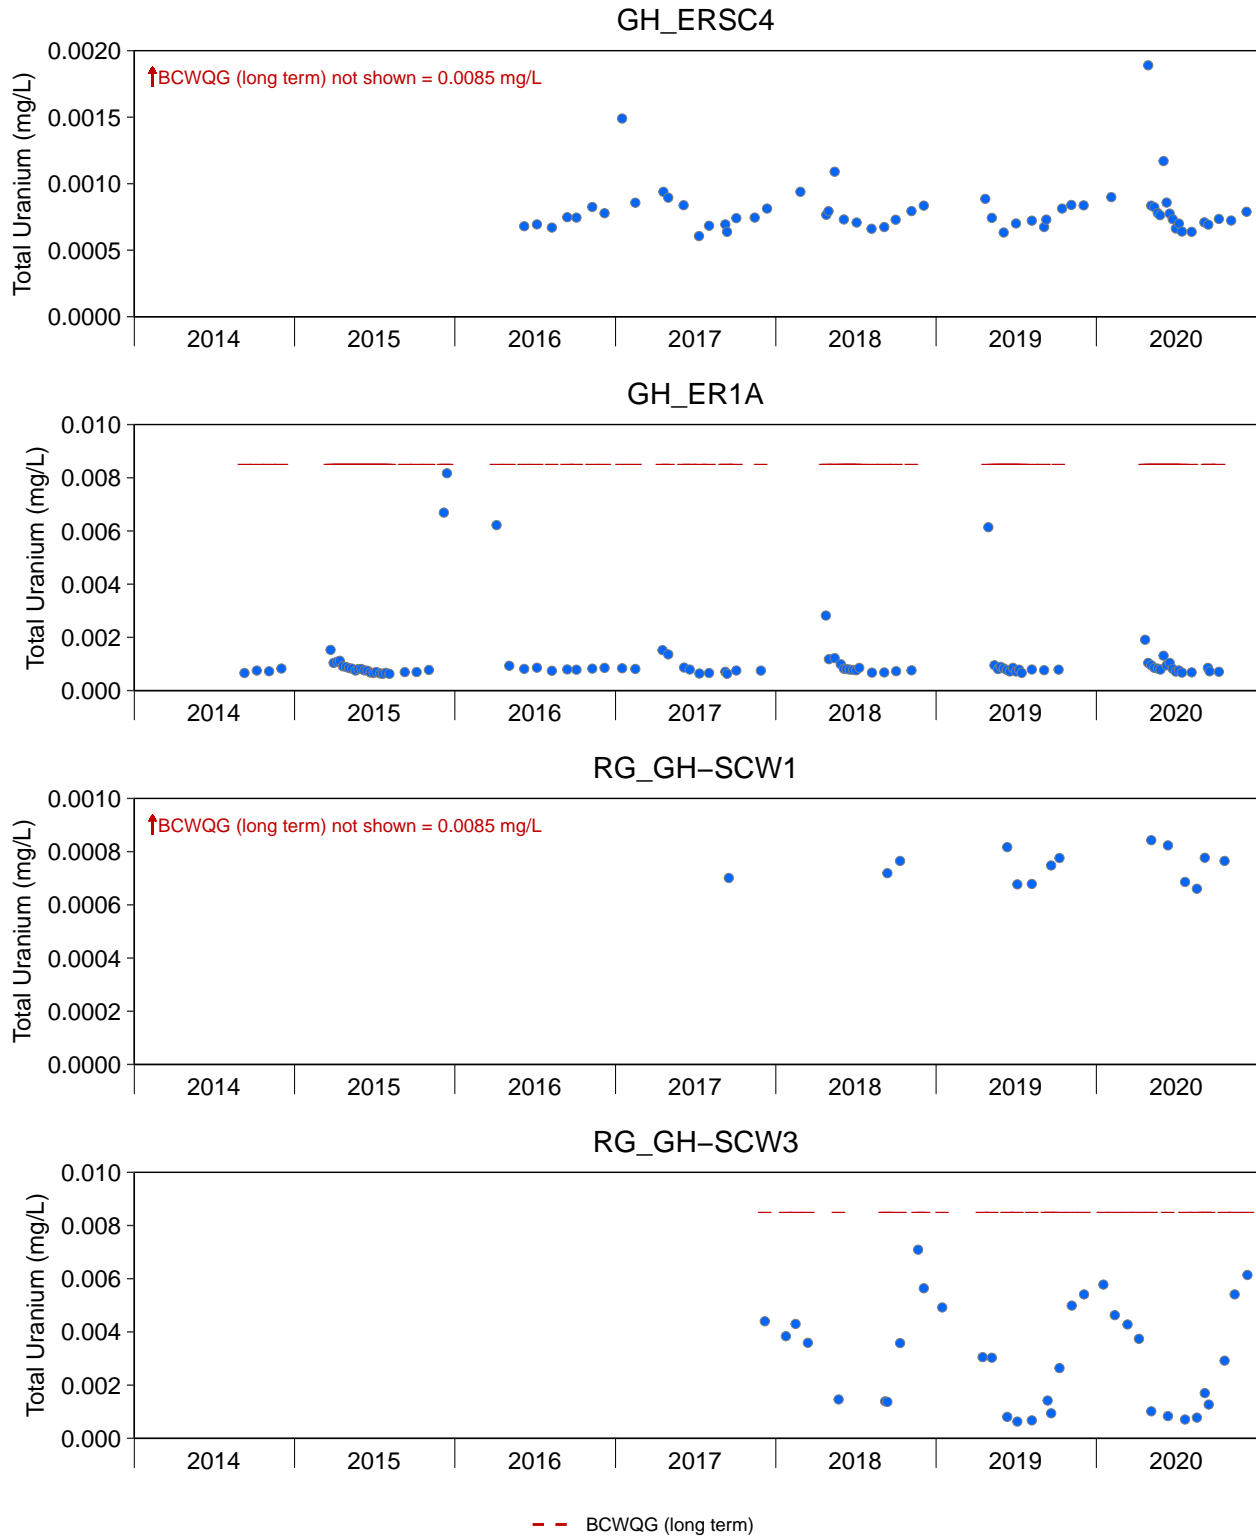 GH_ERSC4
Total Uranium (mg/L)
0.0020
0.0015
0.0010
0.0005
0.0000
BCWQG (long term) not shown = 0.0085 mg/L
2014 2015 2016 2017 2018 2019 2020
GH_ER1A
Total Uranium (mg/L)
0.010
0.008
0.006
0.004
0.002
0.000
2014 2015 2016 2017 2018 2019 2020
RG_GH−SCW1
Total Uranium (mg/L)
0.0010
0.0008
0.0006
0.0004
0.0002
0.0000
BCWQG (long term) not shown = 0.0085 mg/L
2014 2015 2016 2017 2018 2019 2020
RG_GH−SCW3
Total Uranium (mg/L)
0.010
0.008
0.006
0.004
0.002
0.000
2014 2015 2016 2017 2018 2019 2020
BCWQG (long term)